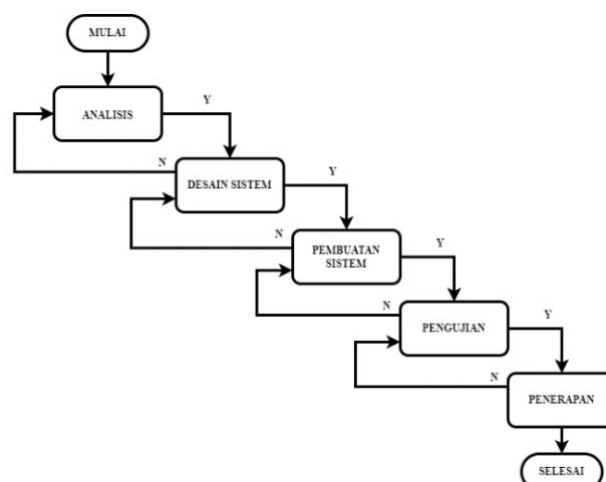 MULAI
ANALISIS
Y
N
DESAIN SISTEM
Y
N
PEMBUATAN
SISTEM
Y
N
PENGUJIAN
Y
N
PENERAPAN
SELESAI